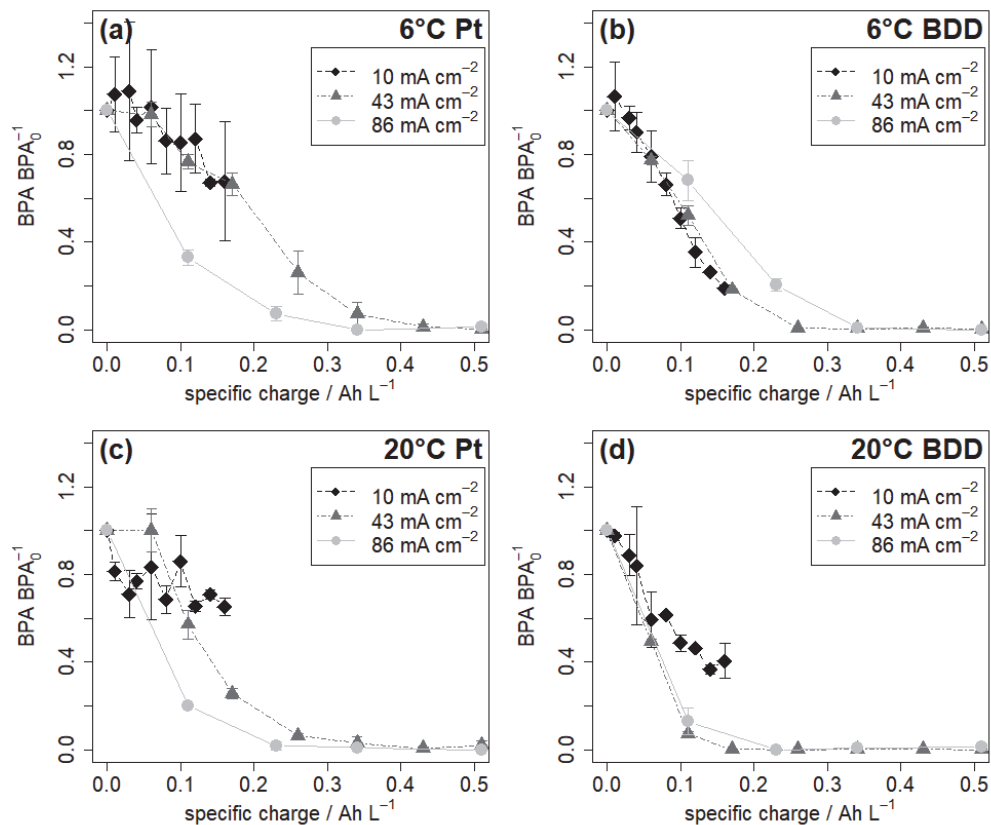 (a) 6°C Pt
10 mA cm⁻²
43 mA cm⁻²
86 mA cm⁻²
BPA BPA₀⁻¹
0.0 0.4 0.8 1.2
0.0 0.1 0.2 0.3 0.4 0.5
specific charge / Ah L⁻¹
(b) 6°C BDD
10 mA cm⁻²
43 mA cm⁻²
86 mA cm⁻²
BPA BPA₀⁻¹
0.0 0.4 0.8 1.2
0.0 0.1 0.2 0.3 0.4 0.5
specific charge / Ah L⁻¹
(c) 20°C Pt
10 mA cm⁻²
43 mA cm⁻²
86 mA cm⁻²
BPA BPA₀⁻¹
0.0 0.4 0.8 1.2
0.0 0.1 0.2 0.3 0.4 0.5
specific charge / Ah L⁻¹
(d) 20°C BDD
10 mA cm⁻²
43 mA cm⁻²
86 mA cm⁻²
BPA BPA₀⁻¹
0.0 0.4 0.8 1.2
0.0 0.1 0.2 0.3 0.4 0.5
specific charge / Ah L⁻¹